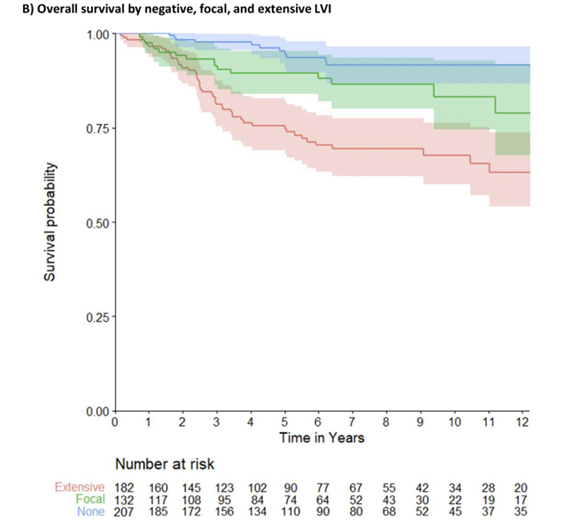 B) Overall survival by negative, focal, and extensive LVI
1.00
0.75
0.50
0.25
0.00
Survival probability
0 1 2 3 4 5 6 7 8 9 10 11 12
Time in Years
Number at risk
Extensive 182 160 145 123 102 90 77 67 55 42 34 28 20
Focal 132 117 108 95 84 74 64 52 43 30 22 19 17
None 207 185 172 156 134 110 90 80 68 52 45 37 35